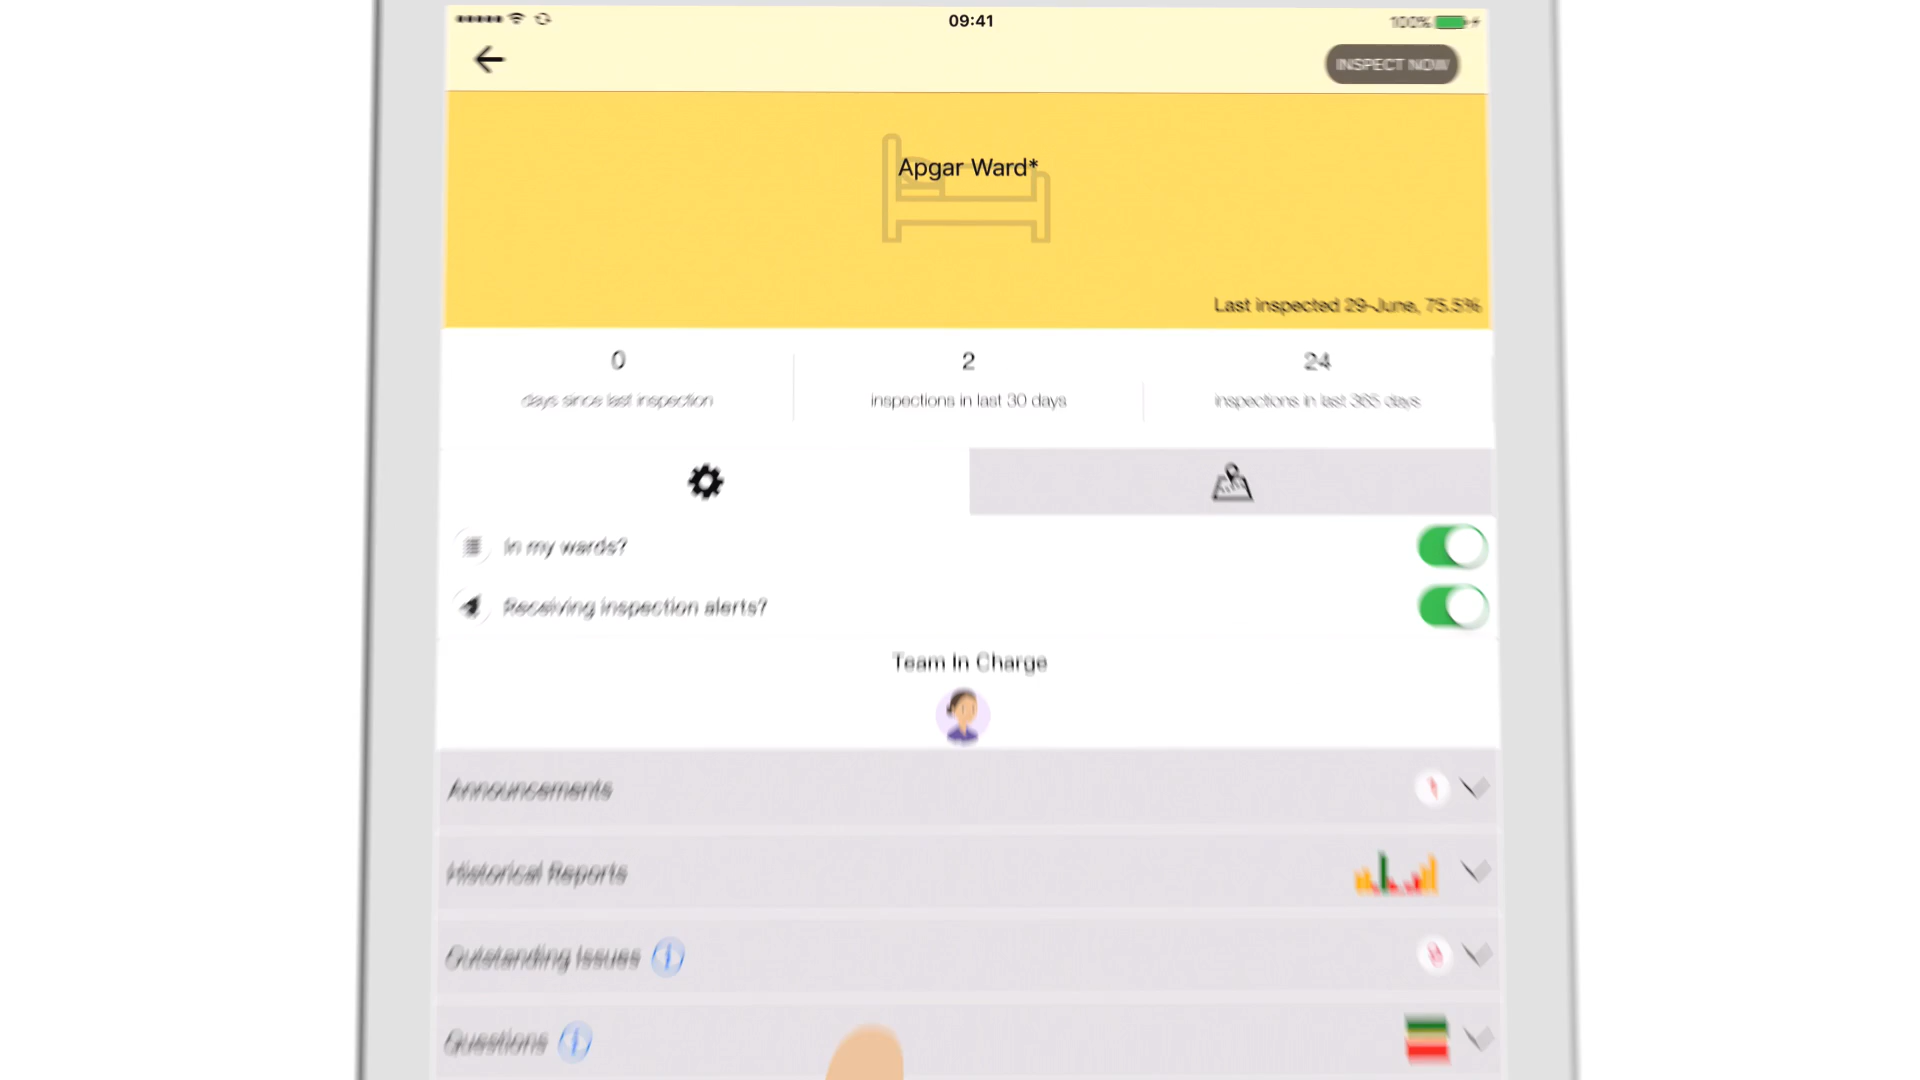 09:41
100%
INSPECT NOW
Apgar Ward*
Last inspected 29-June, 75.5%
0
2
24
days since last inspection
inspections in last 30 days
inspections in last 365 days
In my wards?
Receiving inspection alerts?
Team In Charge
Announcements
Historical Reports
Outstanding Issues
Questions